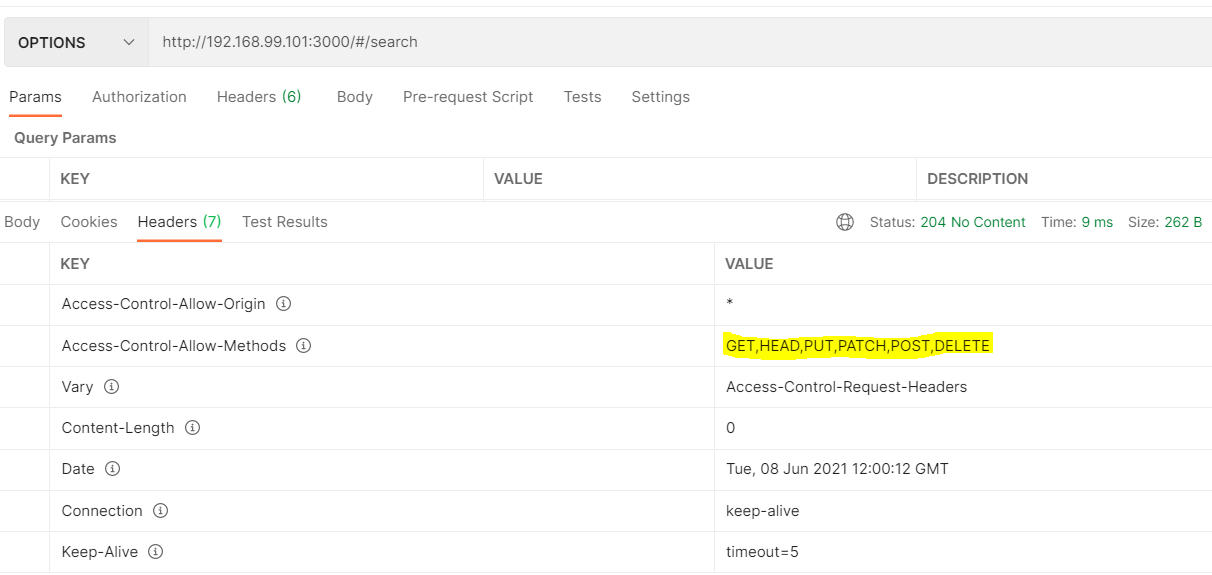 OPTIONS http://192.168.99.101:3000/#/search
Params Authorization Headers (6) Body Pre-request Script Tests Settings
Query Params
KEY VALUE DESCRIPTION
Body Cookies Headers (7) Test Results Status: 204 No Content Time: 9 ms Size: 262 B
KEY VALUE
Access-Control-Allow-Origin *
Access-Control-Allow-Methods GET,HEAD,PUT,PATCH,POST,DELETE
Vary Access-Control-Request-Headers
Content-Length 0
Date Tue, 08 Jun 2021 12:00:12 GMT
Connection keep-alive
Keep-Alive timeout=5